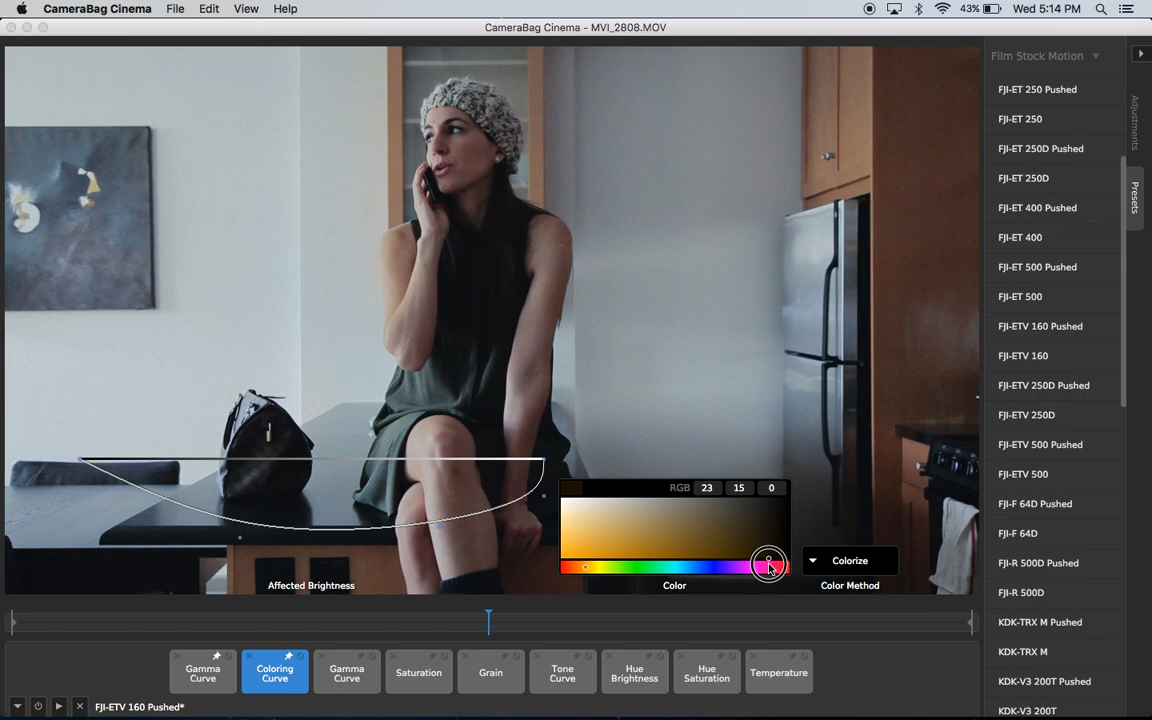 CameraBag Cinema File Edit View Help 43% Wed 5:14 PM
CameraBag Cinema - MVI_2808.MOV
Film Stock Motion
Adjustments
Presets
FJI-ET 250 Pushed
FJI-ET 250
FJI-ET 250D Pushed
FJI-ET 250D
FJI-ET 400 Pushed
FJI-ET 400
FJI-ET 500 Pushed
FJI-ET 500
FJI-ETV 160 Pushed
FJI-ETV 160
FJI-ETV 250D Pushed
FJI-ETV 250D
FJI-ETV 500 Pushed
FJI-ETV 500
FJI-F 64D Pushed
FJI-F 64D
FJI-R 500D Pushed
FJI-R 500D
KDK-TRX M Pushed
KDK-TRX M
KDK-V3 200T Pushed
KDK-V3 200T
RGB 23 15 0
Colorize
Affected Brightness
Color
Color Method
Gamma Curve
Coloring Curve
Gamma Curve
Saturation
Grain
Tone Curve
Hue Brightness
Hue Saturation
Temperature
FJI-ETV 160 Pushed*